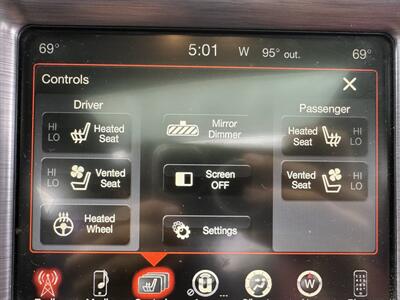 69° 5:01 W 95° out. 69°
Controls
Driver
Passenger
HI
LO
Heated
Seat
Mirror
Dimmer
Heated
Seat
HI
LO
HI
LO
Vented
Seat
Screen
OFF
Vented
Seat
HI
LO
Heated
Wheel
Settings
W